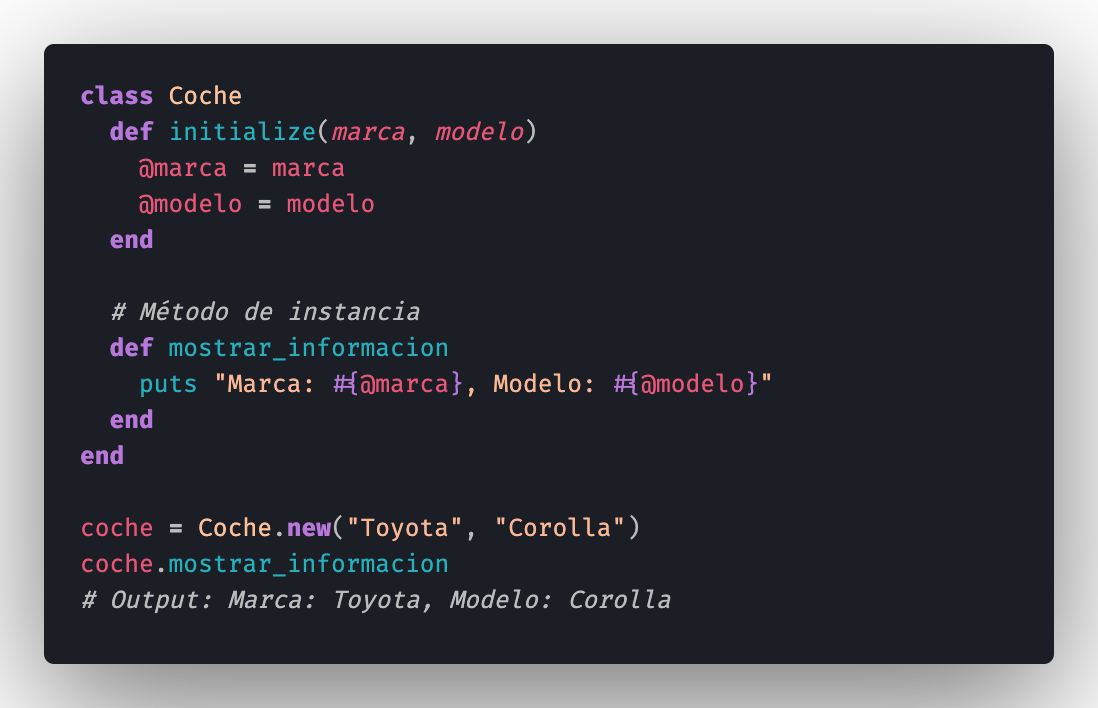 class Coche
  def initialize(marca, modelo)
    @marca = marca
    @modelo = modelo
  end

  # Método de instancia
  def mostrar_informacion
    puts "Marca: #{@marca}, Modelo: #{@modelo}"
  end
end

coche = Coche.new("Toyota", "Corolla")
coche.mostrar_informacion
# Output: Marca: Toyota, Modelo: Corolla